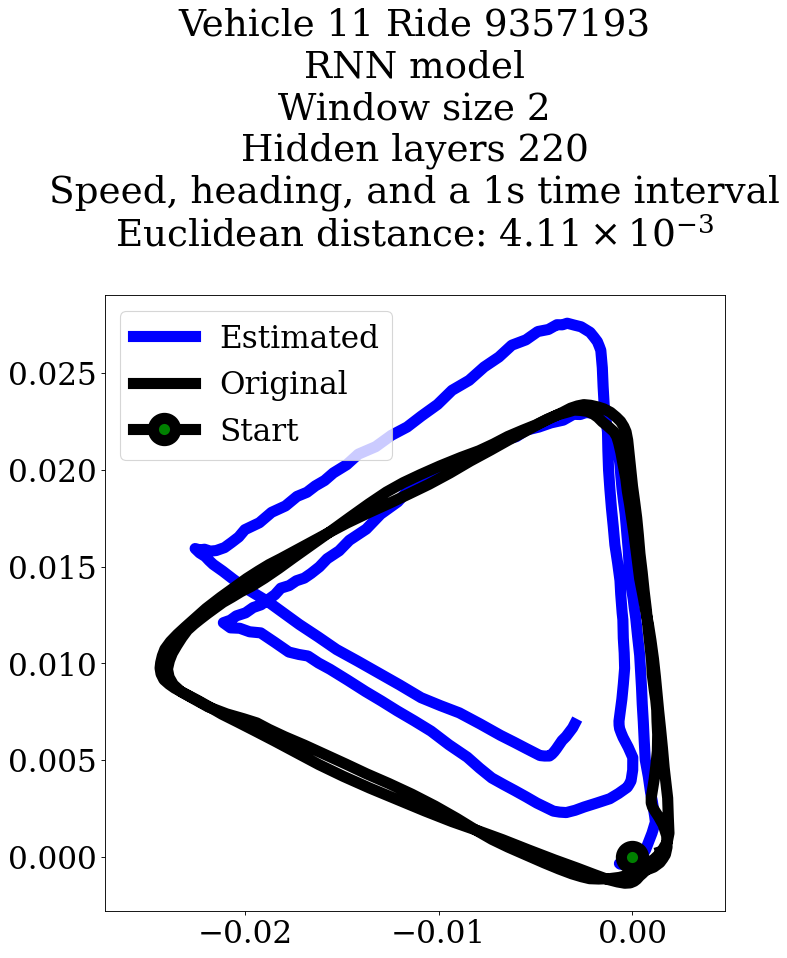 Vehicle 11 Ride 9357193
RNN model
Window size 2
Hidden layers 220
Speed, heading, and a 1s time interval
Euclidean distance: 4.11 × 10⁻³
Estimated
Original
Start
0.025
0.020
0.015
0.010
0.005
0.000
−0.02 −0.01 0.00